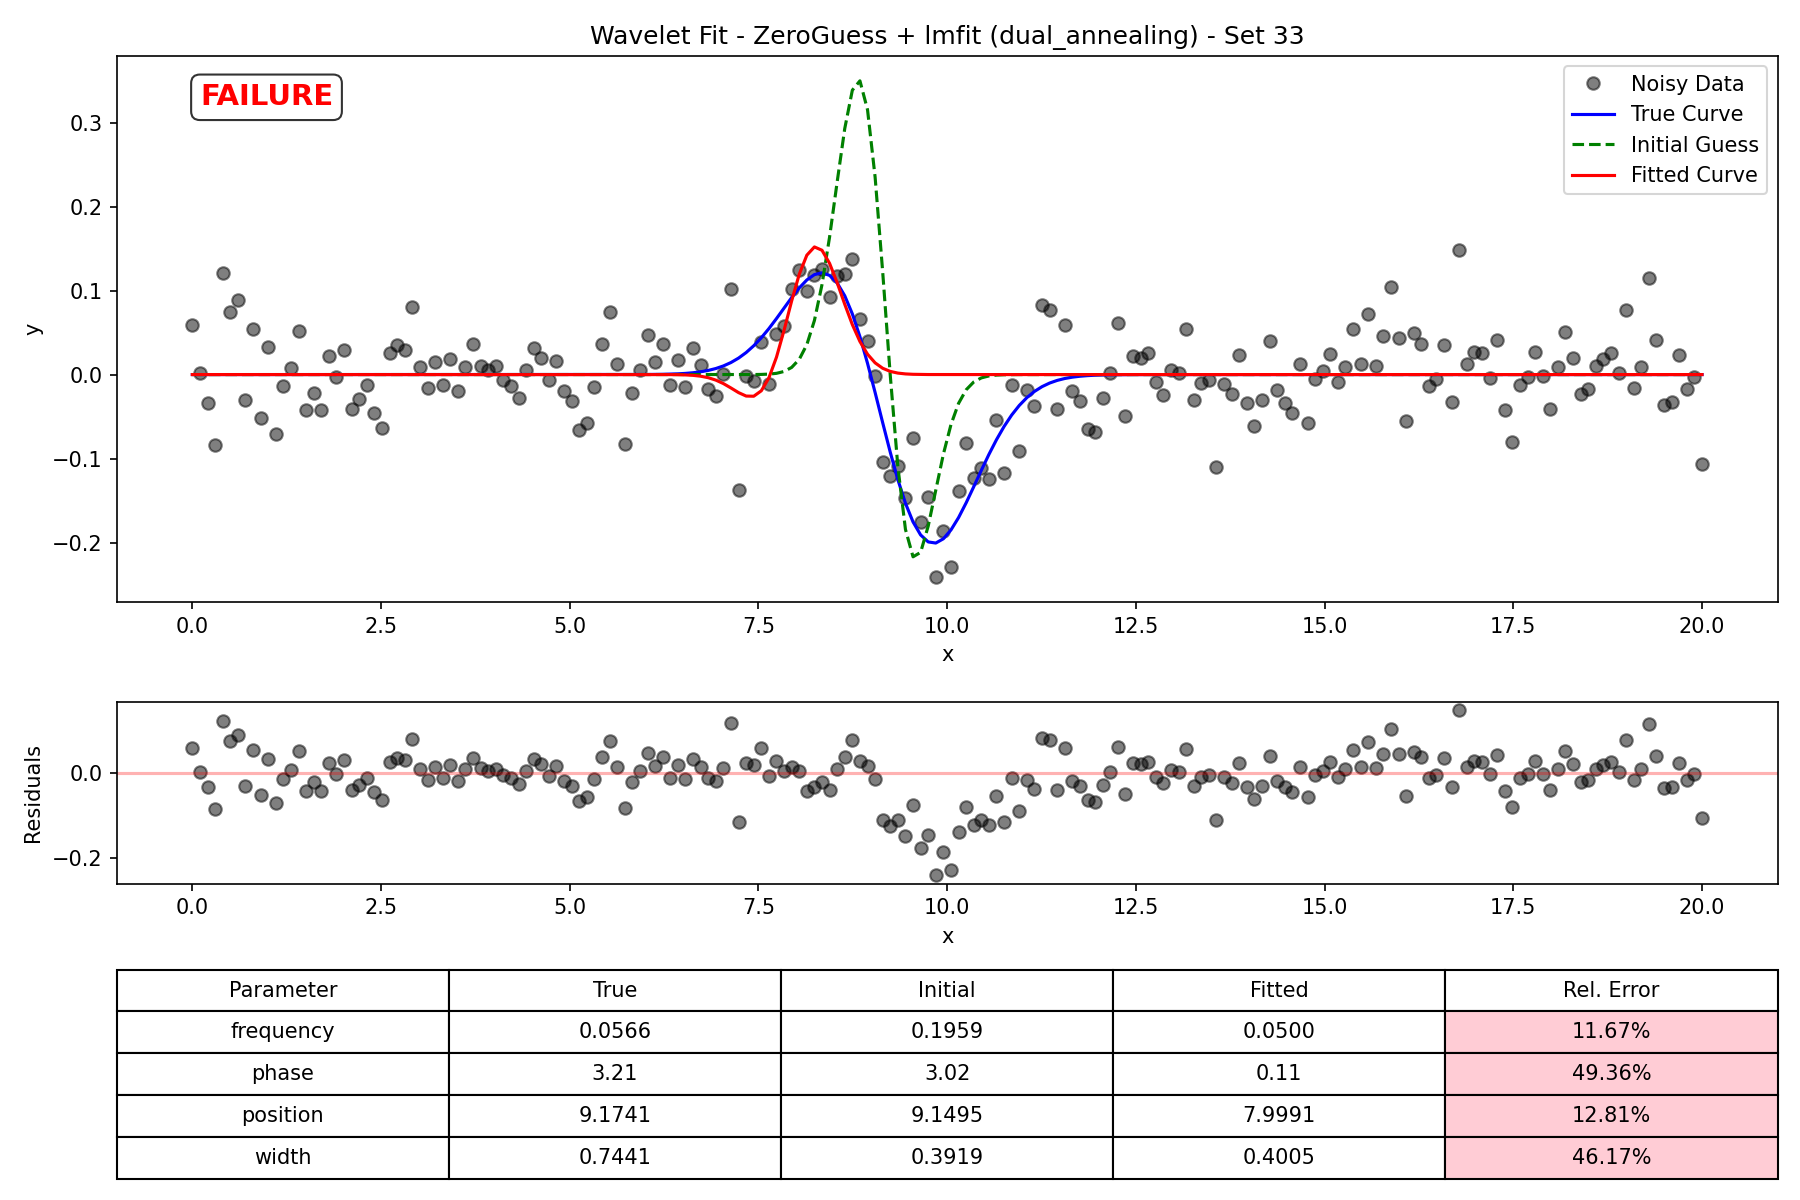 Wavelet Fit - ZeroGuess + lmfit (dual_annealing) - Set 33
FAILURE
Noisy Data
True Curve
Initial Guess
Fitted Curve
y
0.3
0.2
0.1
0.0
−0.1
−0.2
0.0 2.5 5.0 7.5 10.0 12.5 15.0 17.5 20.0
x
Residuals
0.0
−0.2
0.0 2.5 5.0 7.5 10.0 12.5 15.0 17.5 20.0
x
Parameter True Initial Fitted Rel. Error
frequency 0.0566 0.1959 0.0500 11.67%
phase 3.21 3.02 0.11 49.36%
position 9.1741 9.1495 7.9991 12.81%
width 0.7441 0.3919 0.4005 46.17%